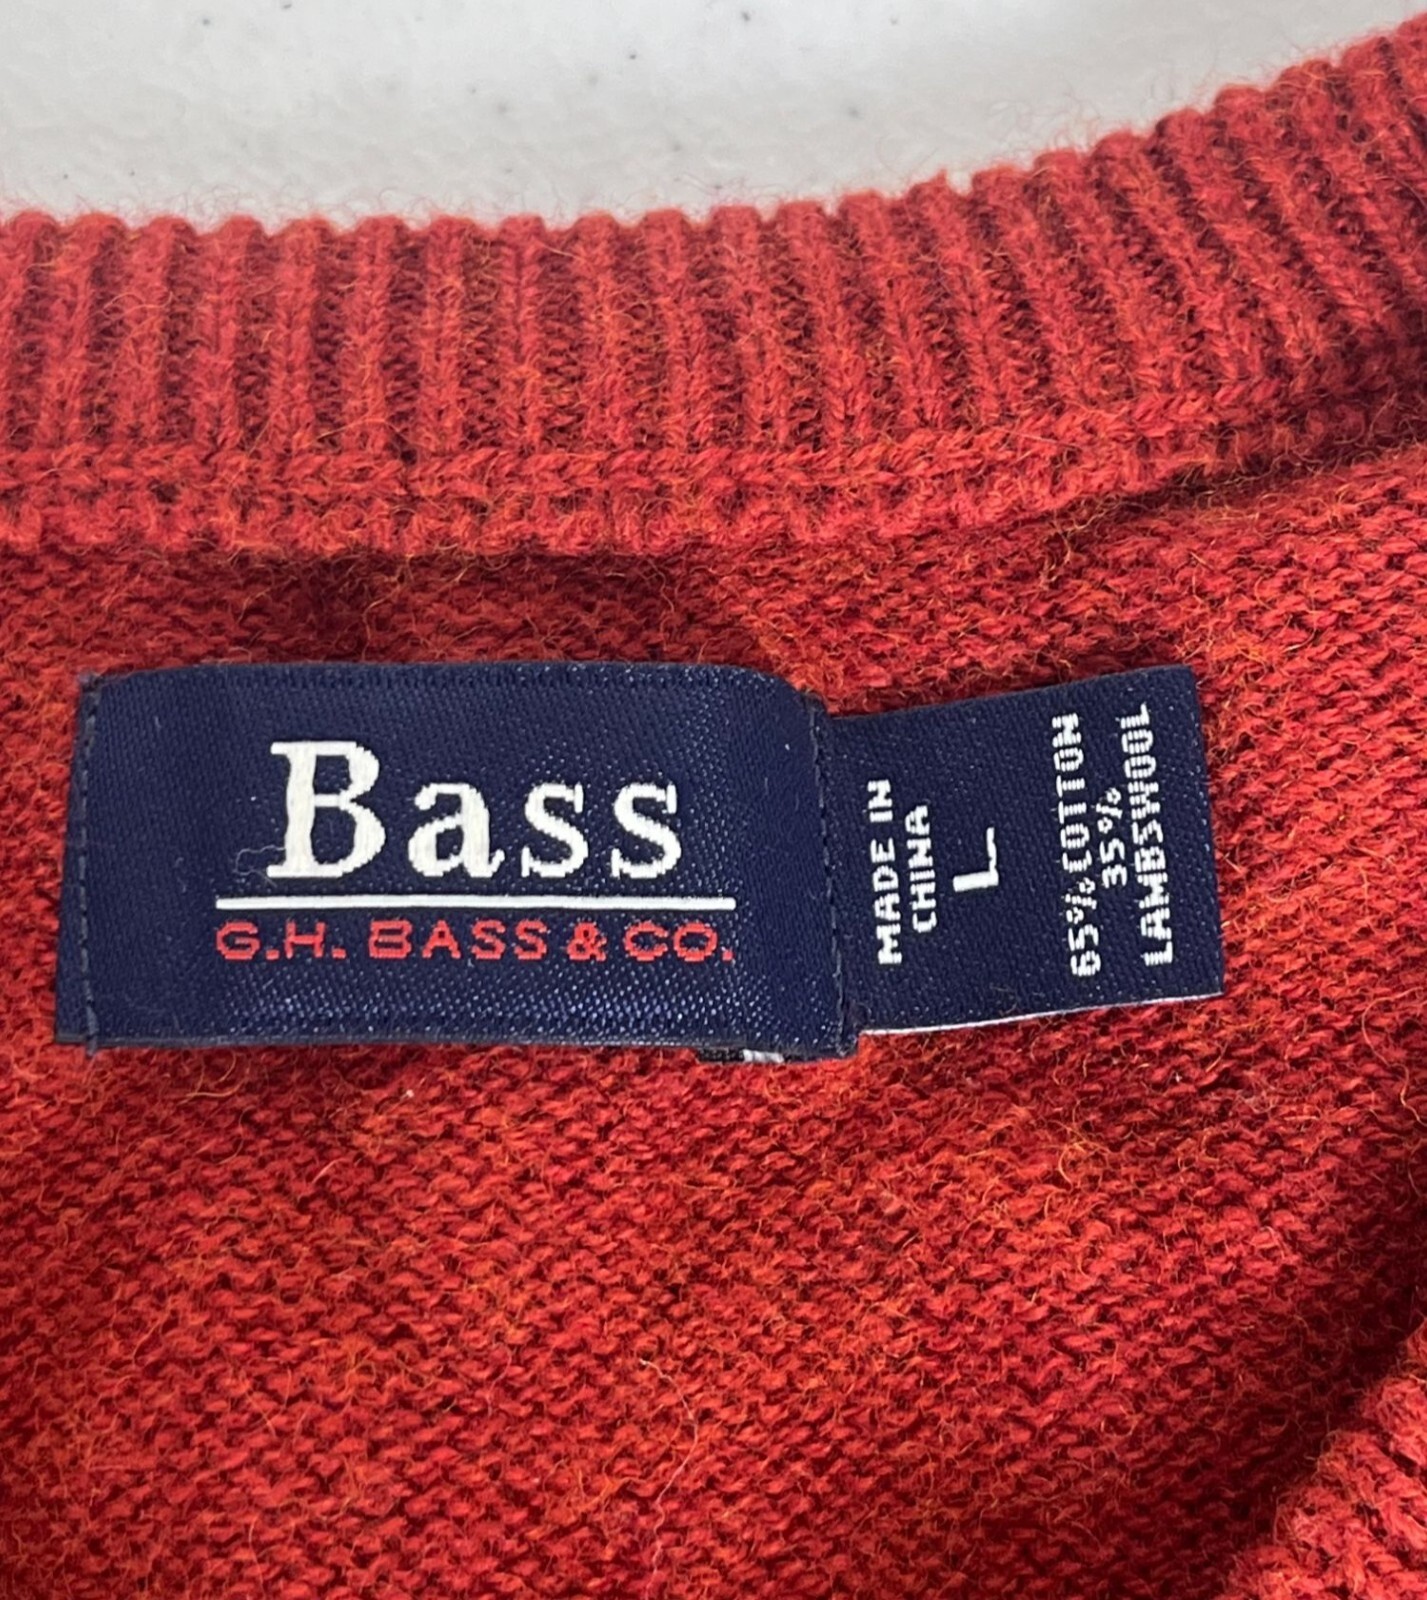 Bass
G.H. BASS & CO.
MADE IN
CHINA
L
65% COTTON
35%
LAMBSWOOL